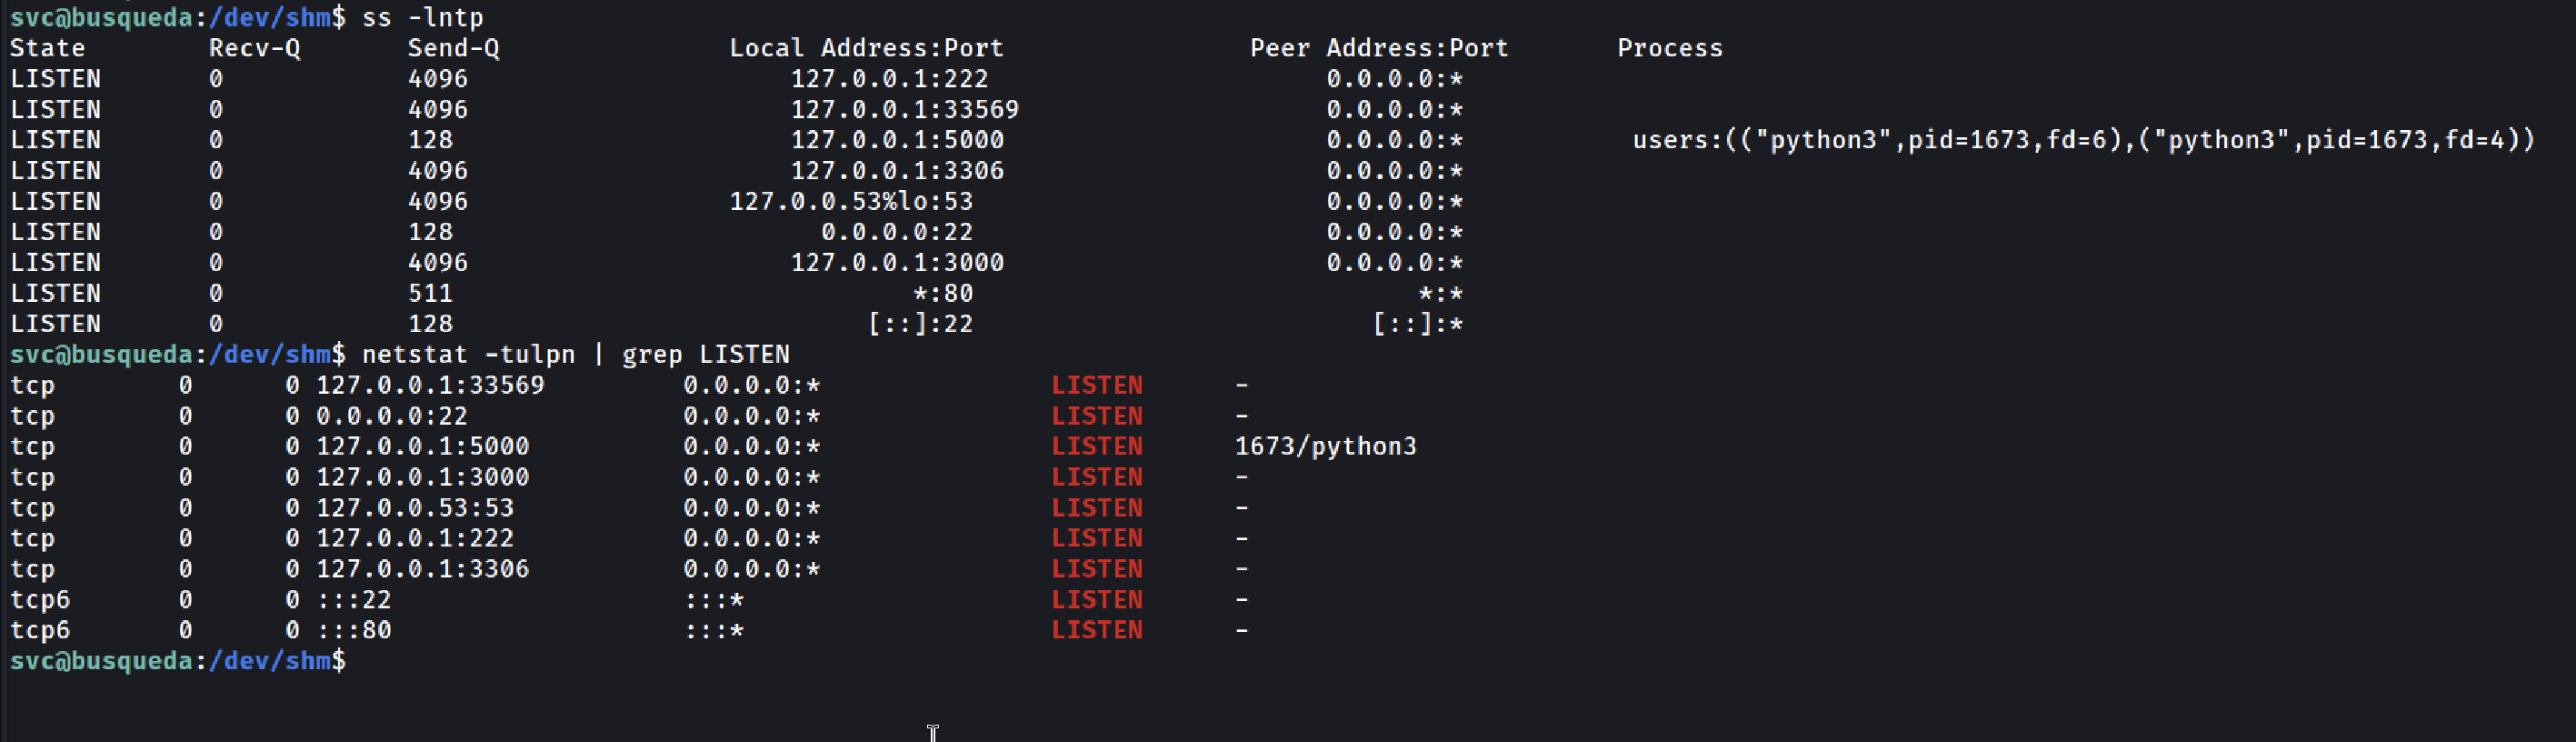 svc@busqueda:/dev/shm$ ss -lntp
State Recv-Q Send-Q Local Address:Port Peer Address:Port Process
LISTEN 0 4096 127.0.0.1:222 0.0.0.0:*
LISTEN 0 4096 127.0.0.1:33569 0.0.0.0:*
LISTEN 0 128 127.0.0.1:5000 0.0.0.0:* users:(("python3",pid=1673,fd=6),("python3",pid=1673,fd=4))
LISTEN 0 4096 127.0.0.1:3306 0.0.0.0:*
LISTEN 0 4096 127.0.0.53%lo:53 0.0.0.0:*
LISTEN 0 128 0.0.0.0:22 0.0.0.0:*
LISTEN 0 4096 127.0.0.1:3000 0.0.0.0:*
LISTEN 0 511 *:80 *:*
LISTEN 0 128 [::]:22 [::]:*
svc@busqueda:/dev/shm$ netstat -tulpn | grep LISTEN
tcp 0 0 127.0.0.1:33569 0.0.0.0:* LISTEN -
tcp 0 0 0.0.0.0:22 0.0.0.0:* LISTEN -
tcp 0 0 127.0.0.1:5000 0.0.0.0:* LISTEN 1673/python3
tcp 0 0 127.0.0.1:3000 0.0.0.0:* LISTEN -
tcp 0 0 127.0.0.53:53 0.0.0.0:* LISTEN -
tcp 0 0 127.0.0.1:222 0.0.0.0:* LISTEN -
tcp 0 0 127.0.0.1:3306 0.0.0.0:* LISTEN -
tcp6 0 0 :::22 :::* LISTEN -
tcp6 0 0 :::80 :::* LISTEN -
svc@busqueda:/dev/shm$